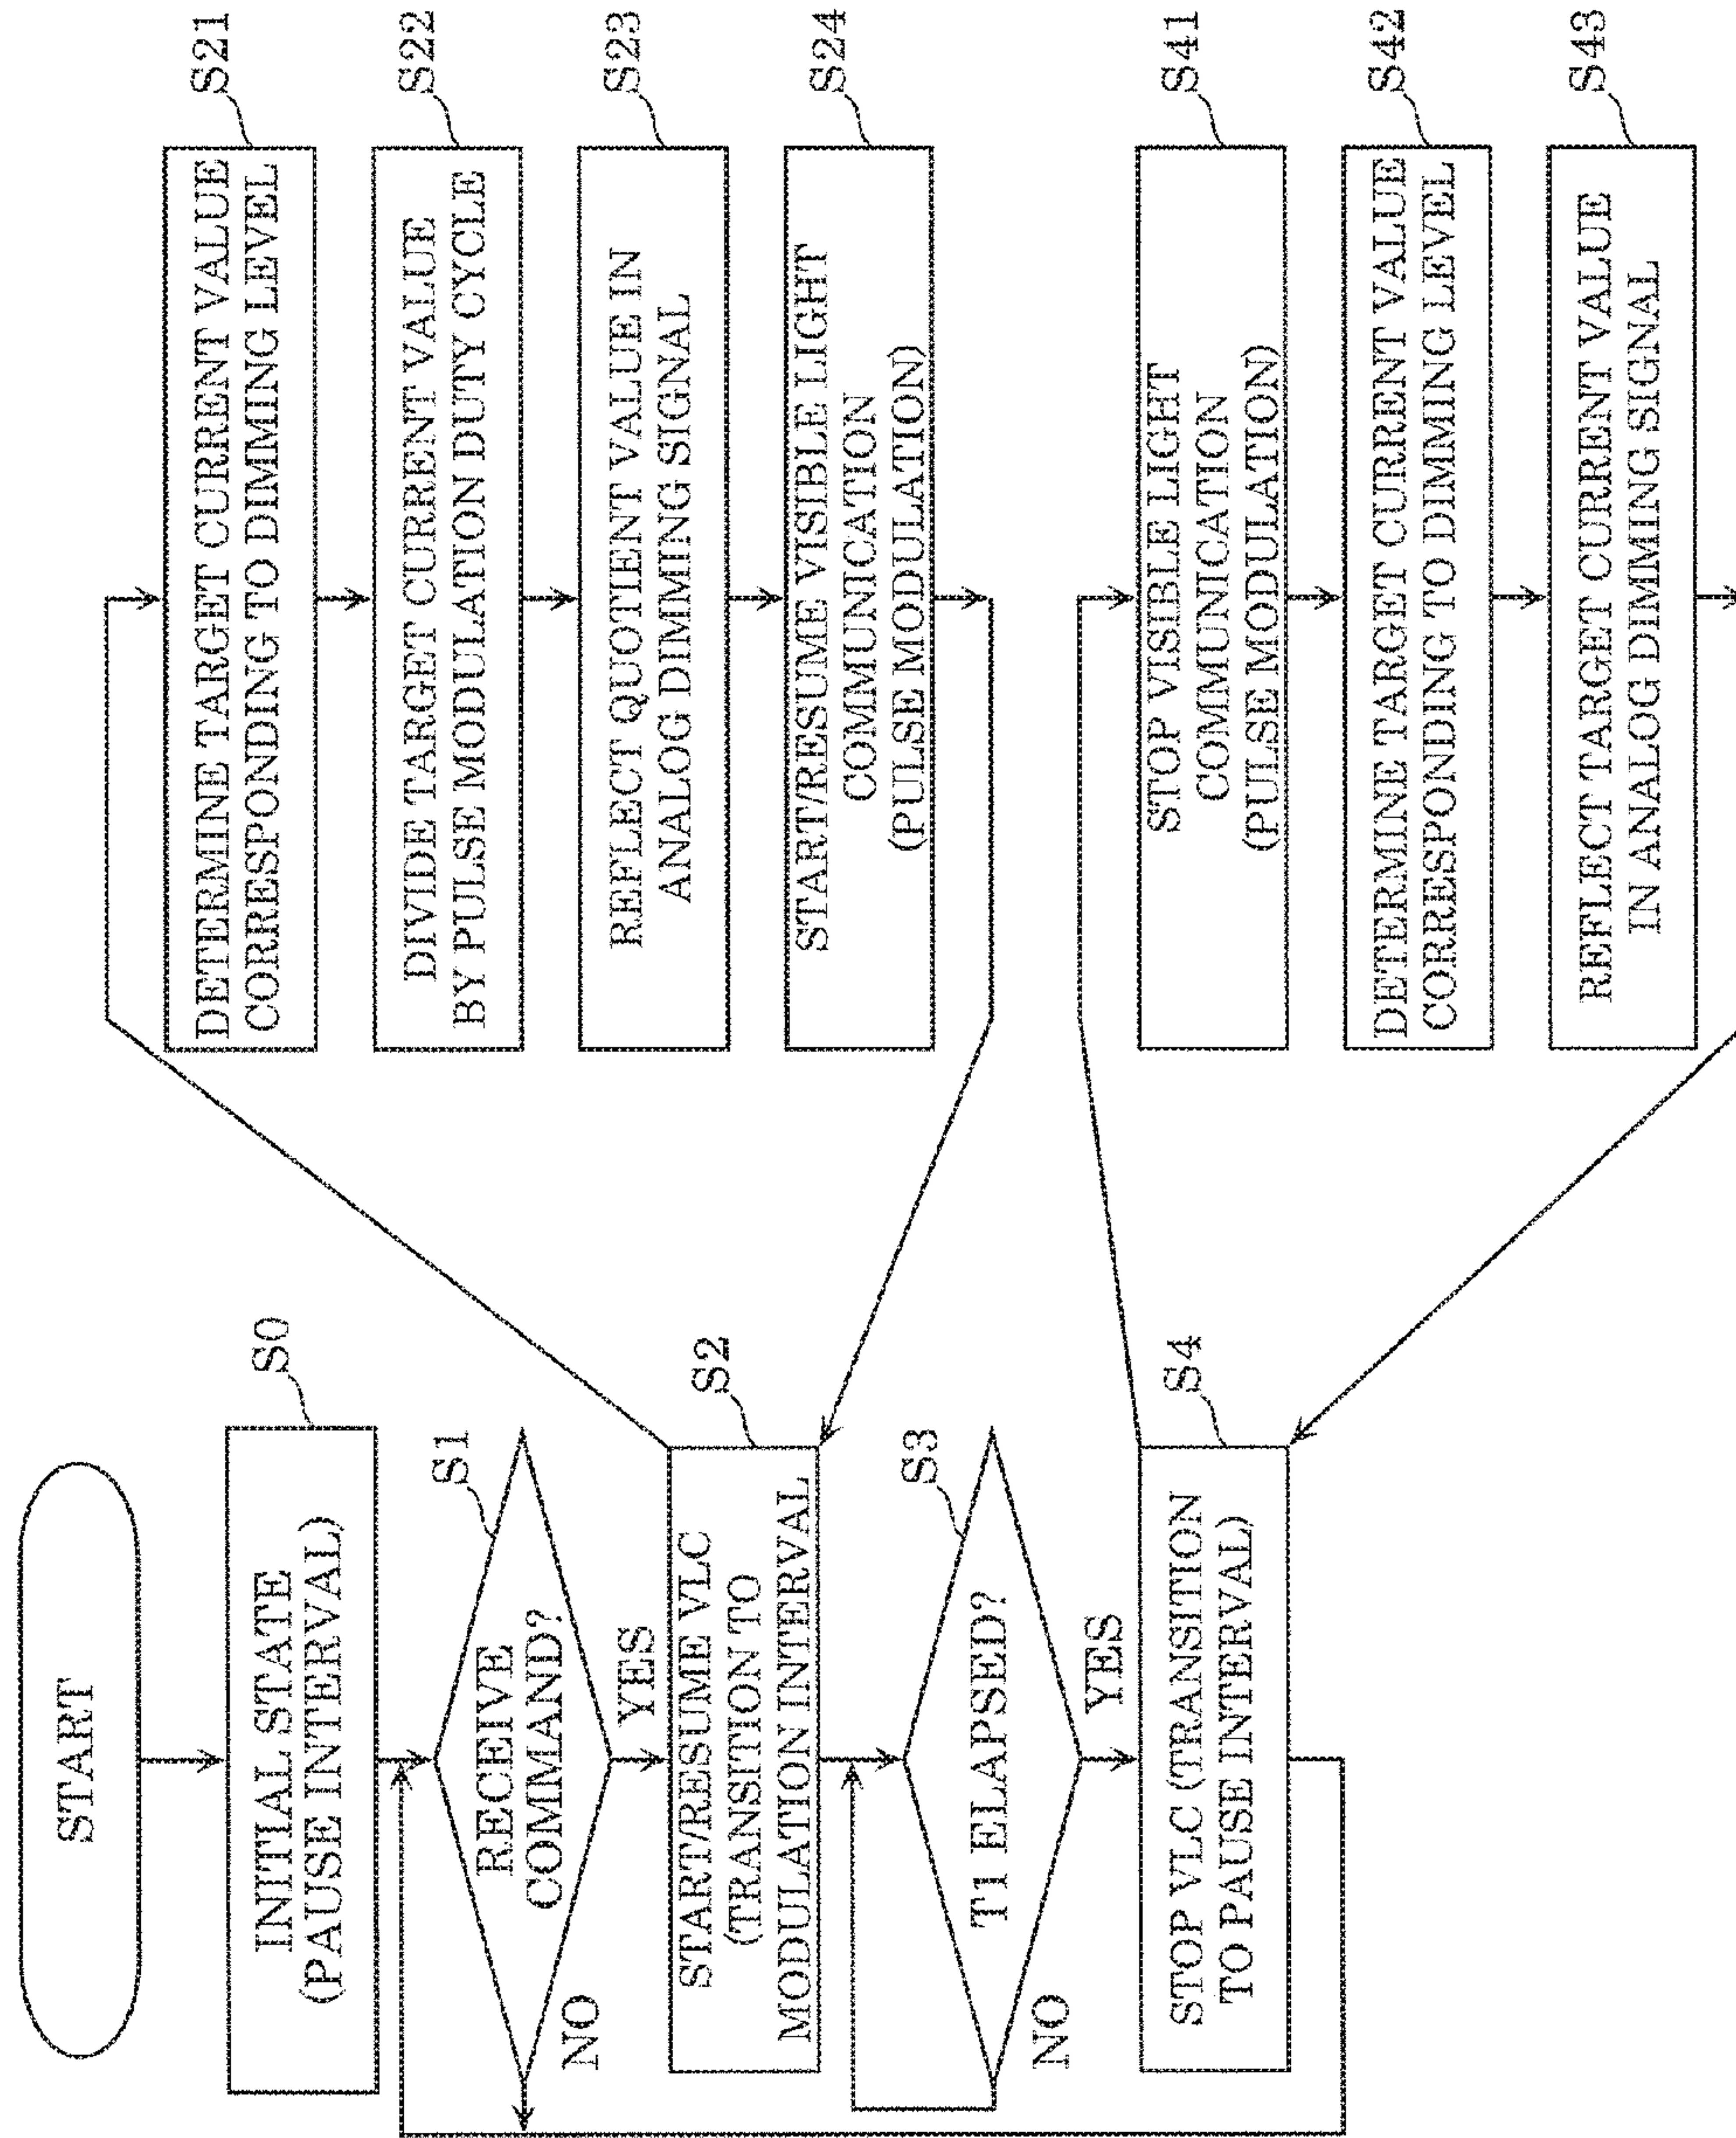 START
S0
INITIAL STATE
(PAUSE INTERVAL)
S1
RECEIVE
COMMAND?
NO
YES
S2
START/RESUME VLC
(TRANSITION TO
MODULATION INTERVAL
S3
T1 ELAPSED?
NO
YES
S4
STOP VLC (TRANSITION
TO PAUSE INTERVAL)
S21
DETERMINE TARGET CURRENT VALUE
CORRESPONDING TO DIMMING LEVEL
S22
DIVIDE TARGET CURRENT VALUE
BY PULSE MODULATION DUTY CYCLE
S23
REFLECT QUOTIENT VALUE IN
ANALOG DIMMING SIGNAL
S24
START/RESUME VISIBLE LIGHT
COMMUNICATION
(PULSE MODULATION)
S41
STOP VISIBLE LIGHT
COMMUNICATION
(PULSE MODULATION)
S42
DETERMINE TARGET CURRENT VALUE
CORRESPONDING TO DIMMING LEVEL
S43
REFLECT TARGET CURRENT VALUE
IN ANALOG DIMMING SIGNAL